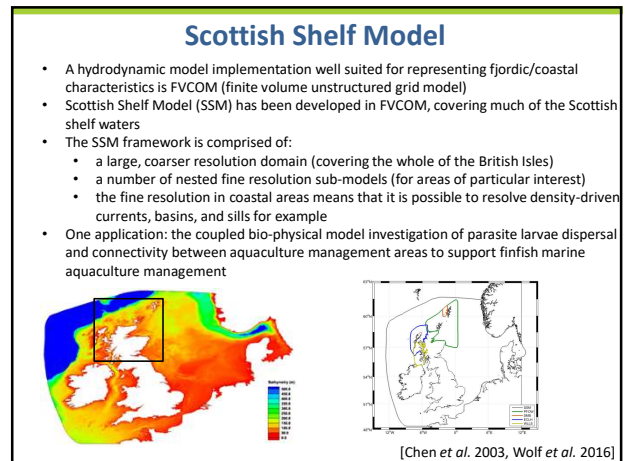 Scottish Shelf Model
• A hydrodynamic model implementation well suited for representing fjordic/coastal
characteristics is FVCOM (finite volume unstructured grid model)
• Scottish Shelf Model (SSM) has been developed in FVCOM, covering much of the Scottish
shelf waters
• The SSM framework is comprised of:
• a large, coarser resolution domain (covering the whole of the British Isles)
• a number of nested fine resolution sub-models (for areas of particular interest)
• the fine resolution in coastal areas means that it is possible to resolve density-driven
currents, basins, and sills for example
• One application: the coupled bio-physical model investigation of parasite larvae dispersal
and connectivity between aquaculture management areas to support finfish marine
aquaculture management
Bathymetry (m)
[Chen et al. 2003, Wolf et al. 2016]